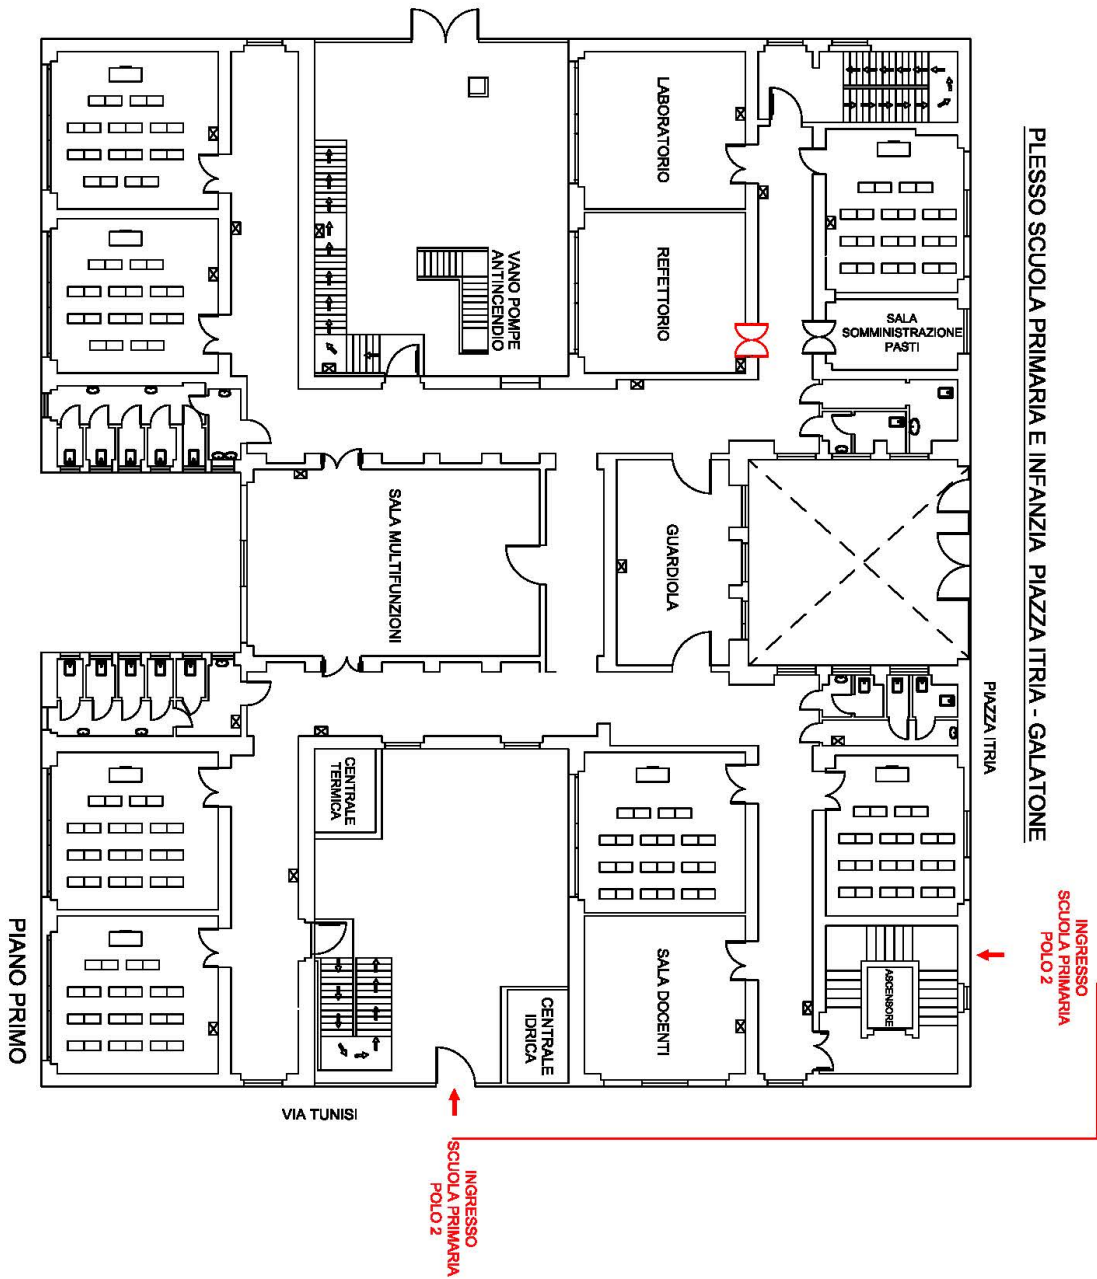 PLESSO SCUOLA PRIMARIA E INFANZIA PIAZZA ITRIA - GALATONE
INGRESSO
SCUOLA PRIMARIA
POLO 2
PIAZZA ITRIA
LABORATORIO
REFETTORIO
SALA
SOMMINISTRAZIONE
PASTI
VANO POMPE
ANTINCENDIO
SALA MULTIFUNZIONI
GUARDIOLA
CENTRALE
TERMICA
SALA DOCENTI
ASCENSORE
CENTRALE
IDRICA
PIANO PRIMO
VIA TUNISI
INGRESSO
SCUOLA PRIMARIA
POLO 2